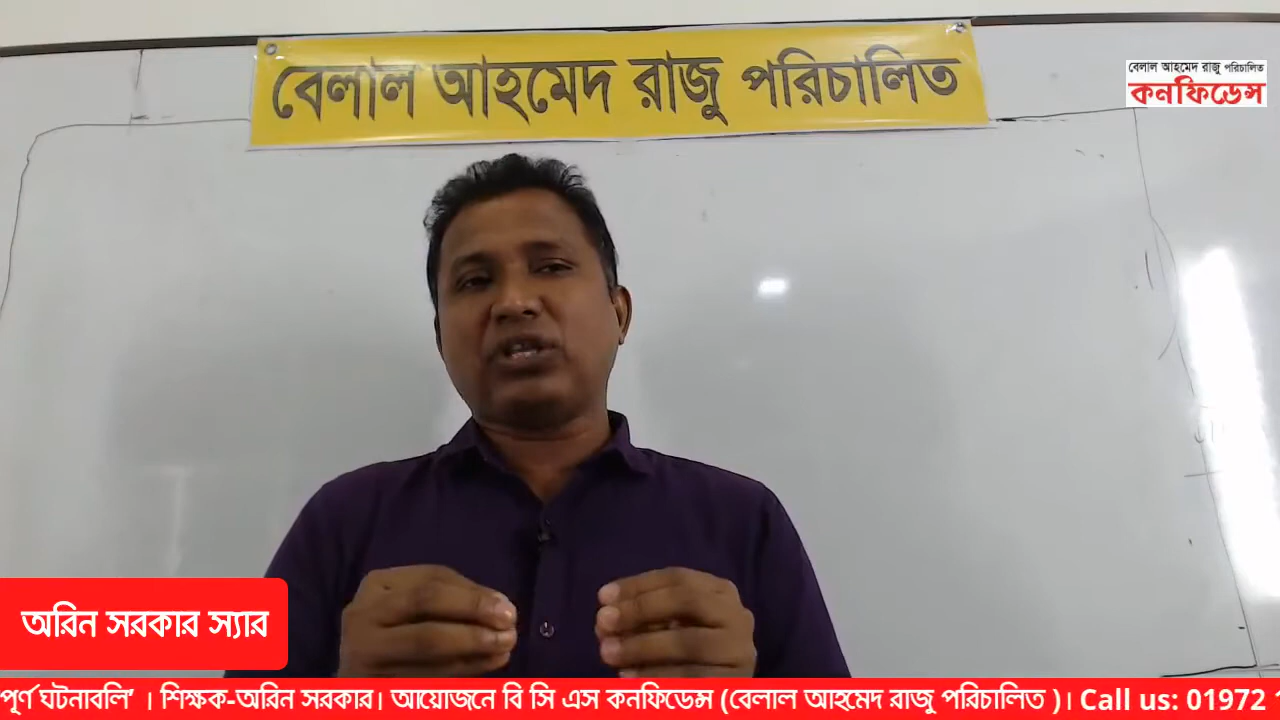 বেলাল আহমেদ রাজু পরিচালিত
বেলাল আহমেদ রাজু পরিচালিত
কনফিডেন্স
অরিন সরকার স্যার
পূর্ণ ঘটনাবলি’ । শিক্ষক-অরিন সরকার। আয়োজনে বি সি এস কনফিডেন্স (বেলাল আহমেদ রাজু পরিচালিত )। Call us: 01972